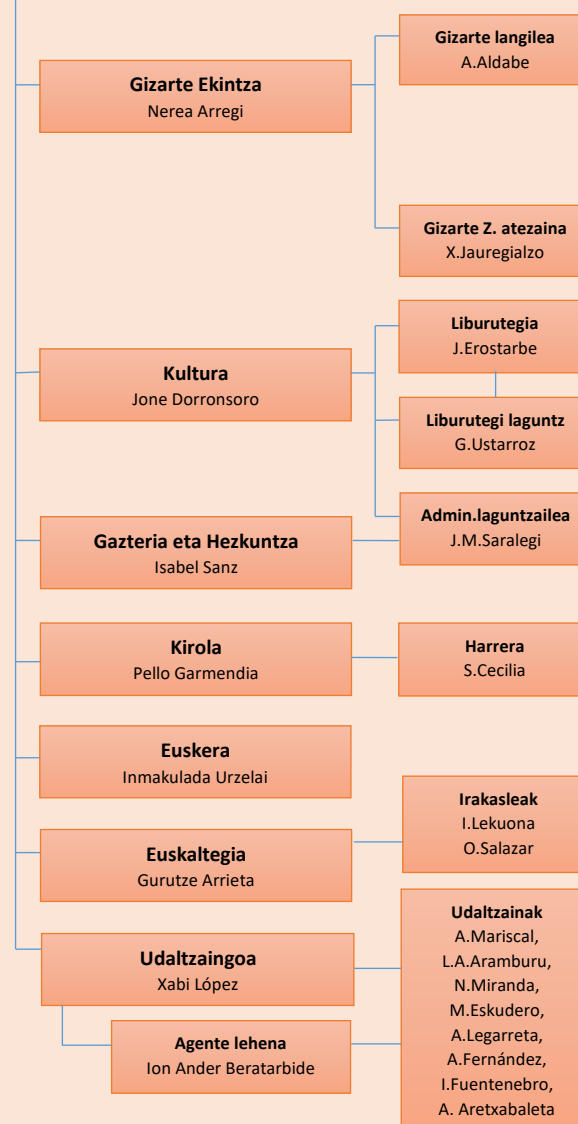 Gizarte langilea
A.Aldabe
Gizarte Ekintza
Nerea Arregi
Gizarte Z. atezaina
X.Jauregialzo
Liburutegia
J.Erostarbe
Kultura
Jone Dorronsoro
Liburutegi laguntz
G.Ustarroz
Admin.laguntzailea
J.M.Saralegi
Gazteria eta Hezkuntza
Isabel Sanz
Kirola
Pello Garmendia
Harrera
S.Cecilia
Euskera
Inmakulada Urzelai
Irakasleak
I.Lekuona
O.Salazar
Euskaltegia
Gurutze Arrieta
Udaltzaingoa
Xabi López
Udaltzainak
A.Mariscal,
L.A.Aramburu,
N.Miranda,
M.Eskudero,
A.Legarreta,
A.Fernández,
I.Fuentenebro,
A. Aretxabaleta
Agente lehena
Ion Ander Beratarbide